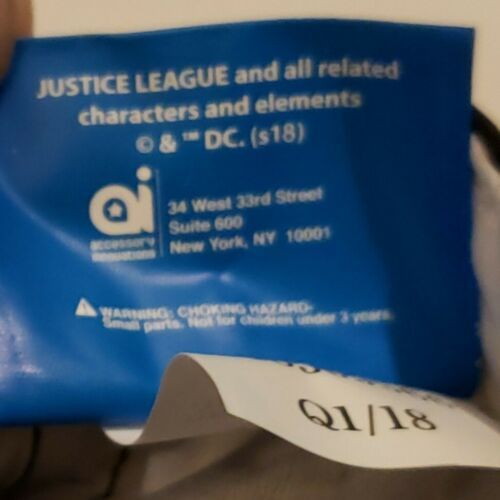 JUSTICE LEAGUE and all related
characters and elements
© & ™ DC. (s18)
ai
accessory
innovations
34 West 33rd Street
Suite 600
New York, NY 10001
WARNING: CHOKING HAZARD-
Small parts. Not for children under 3 years.
Q1/18